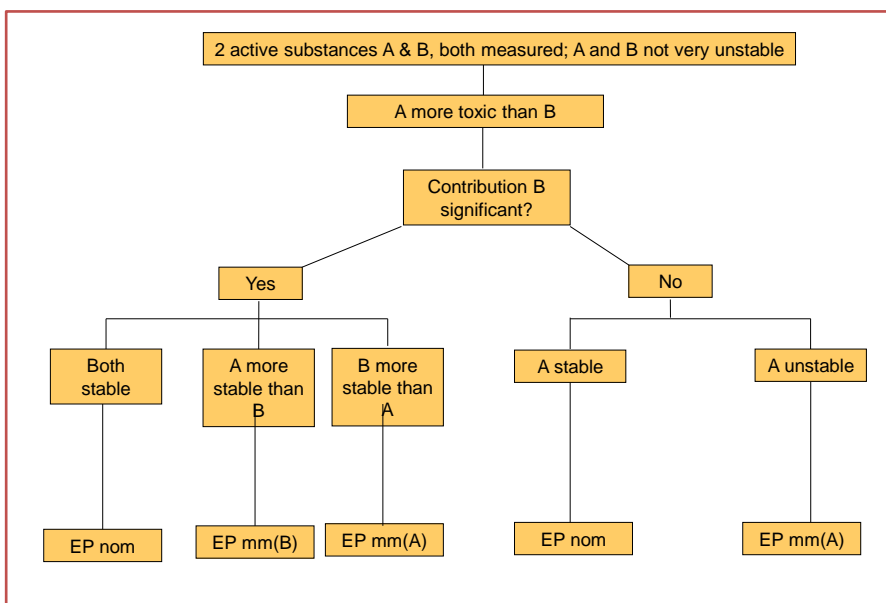 2 active substances A & B, both measured; A and B not very unstable
A more toxic than B
Contribution B
significant?
Yes
No
Both
stable
A more
stable than
B
B more
stable than
A
A stable
A unstable
EP nom
EP mm(B)
EP mm(A)
EP nom
EP mm(A)